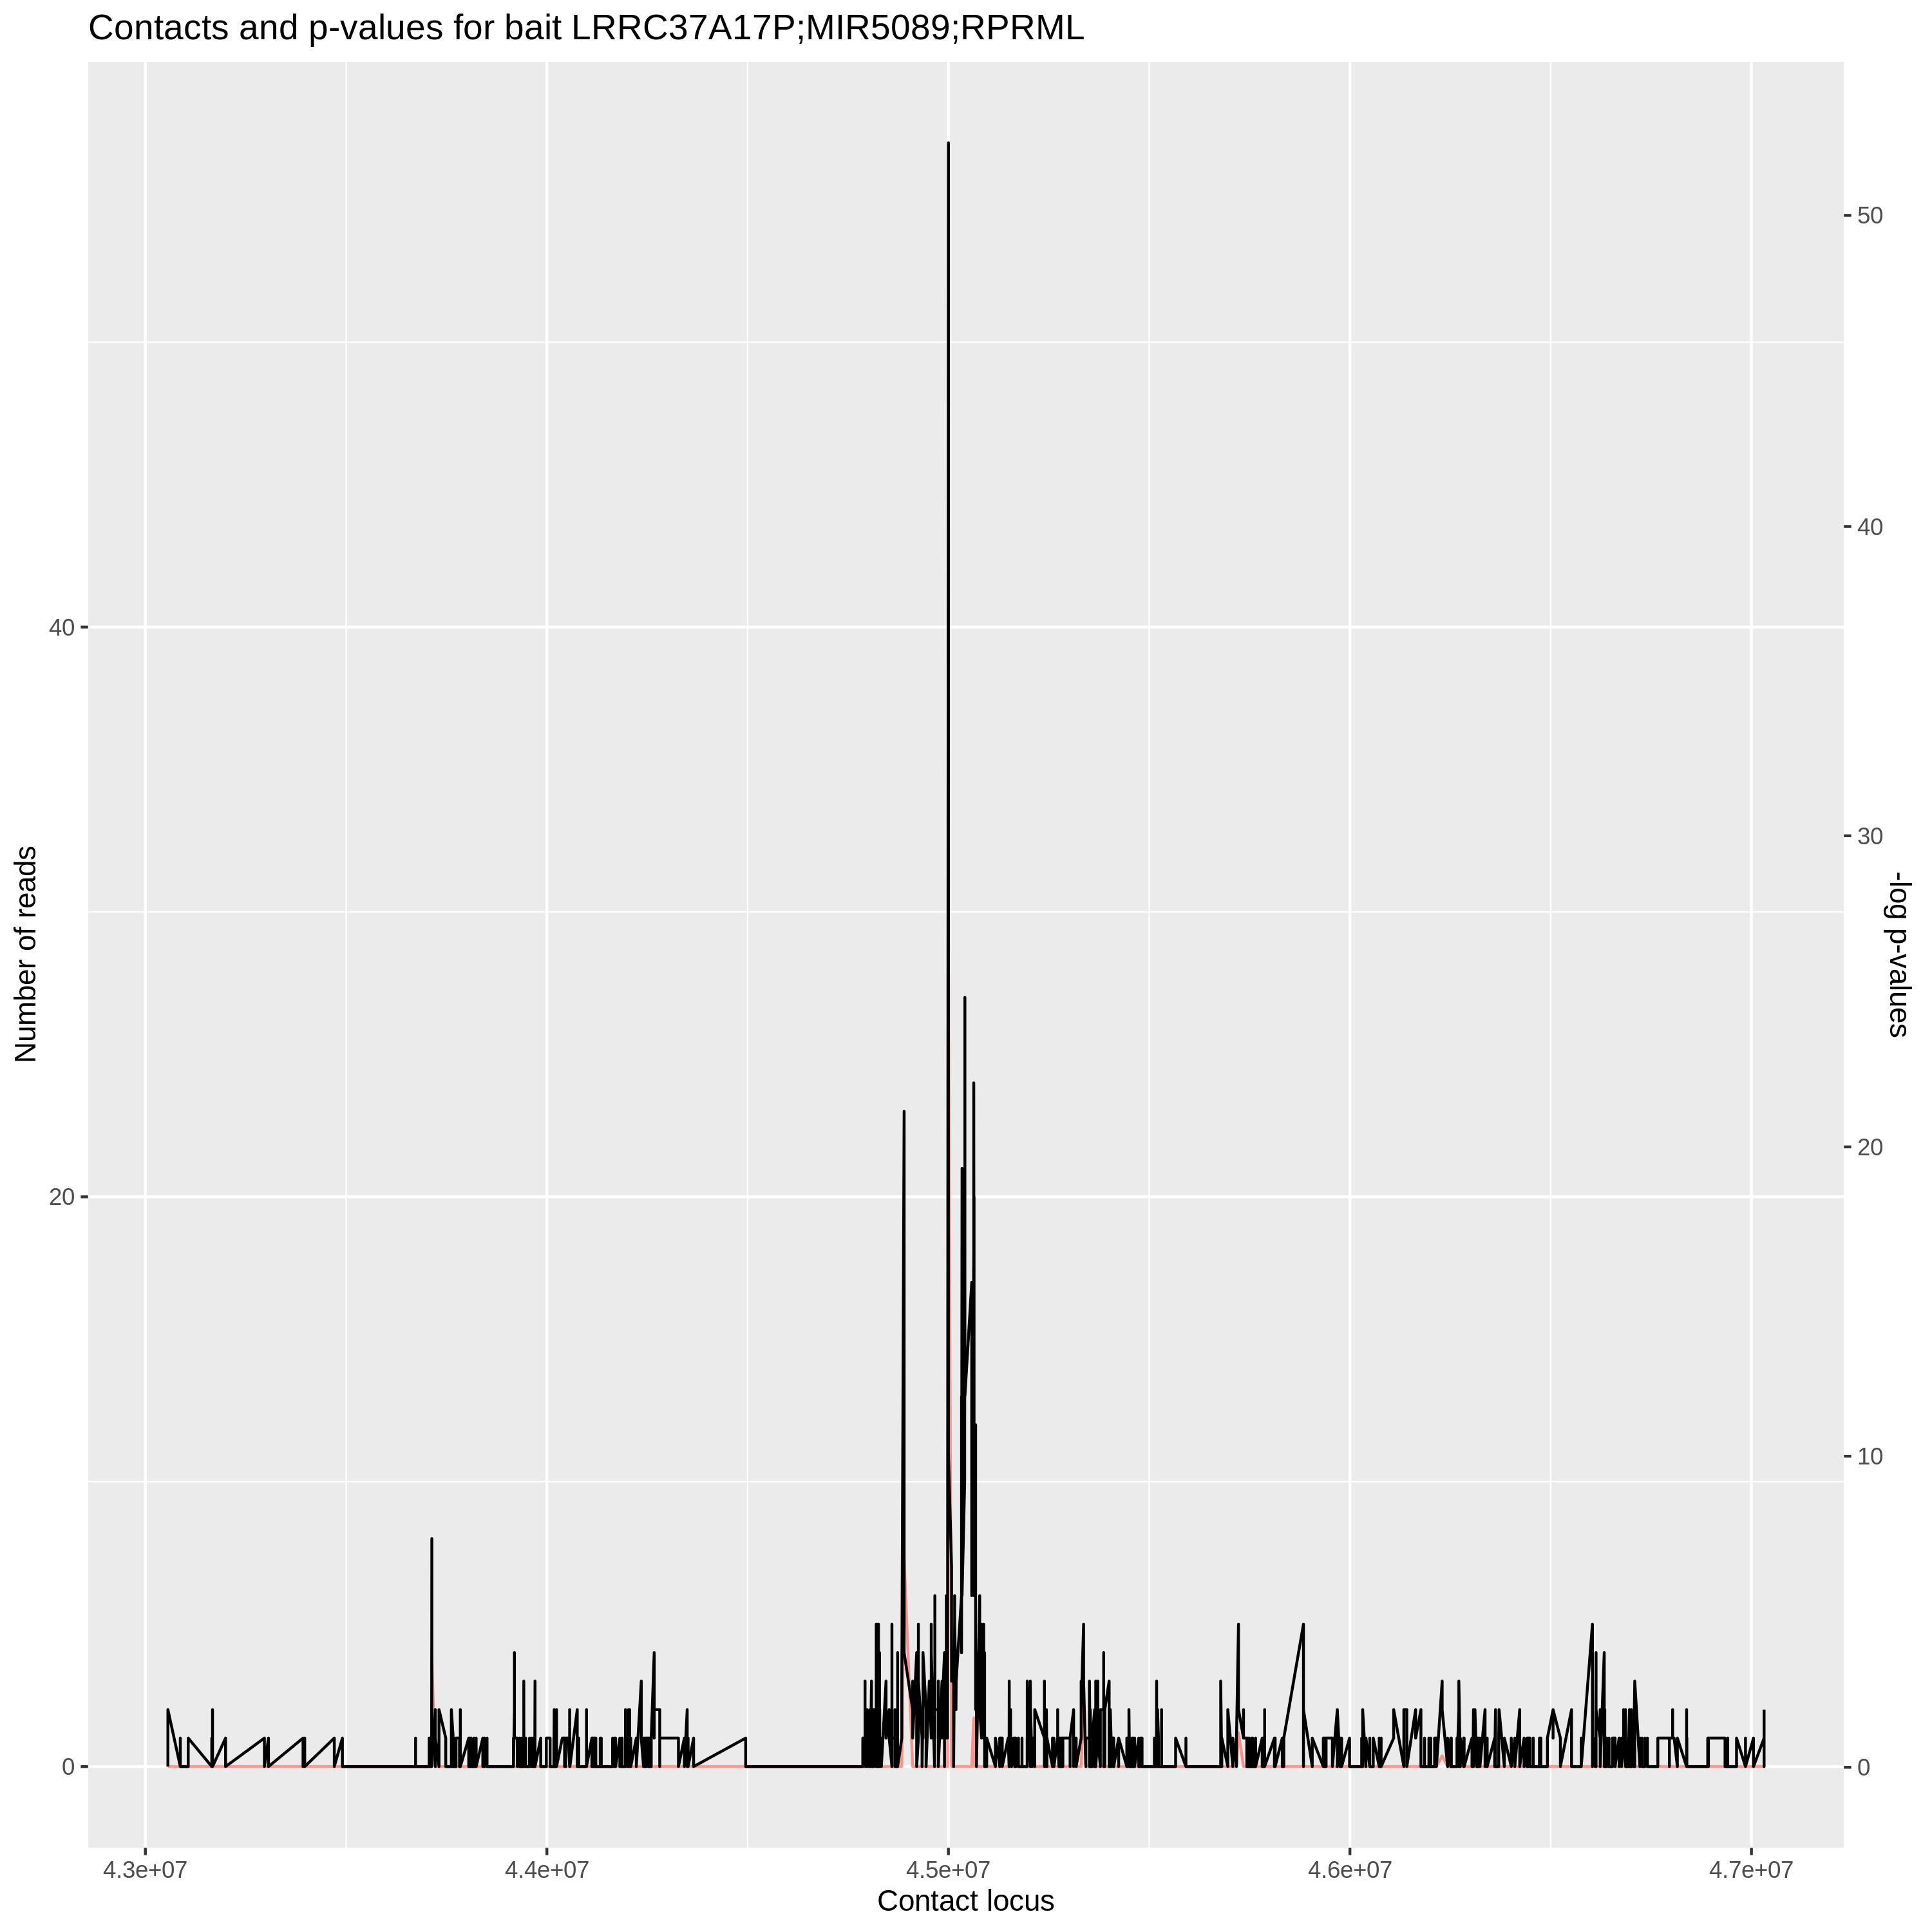 Contacts and p-values for bait LRRC37A17P;MIR5089;RPRML
Number of reads
40
20
0
50
40
30
20
10
0
-log p-values
4.3e+07
4.4e+07
4.5e+07
4.6e+07
4.7e+07
Contact locus